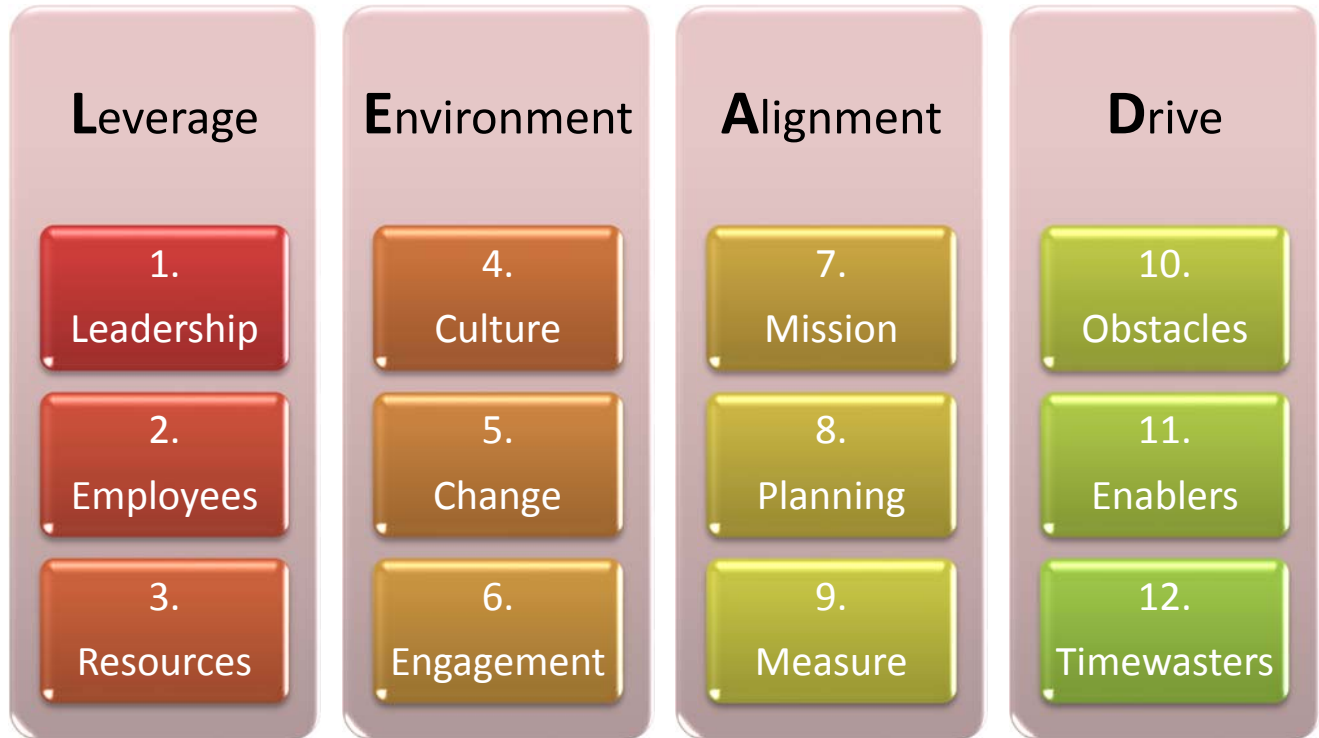 Leverage
1.
Leadership
2.
Employees
3.
Resources
Environment
4.
Culture
5.
Change
6.
Engagement
Alignment
7.
Mission
8.
Planning
9.
Measure
Drive
10.
Obstacles
11.
Enablers
12.
Timewasters